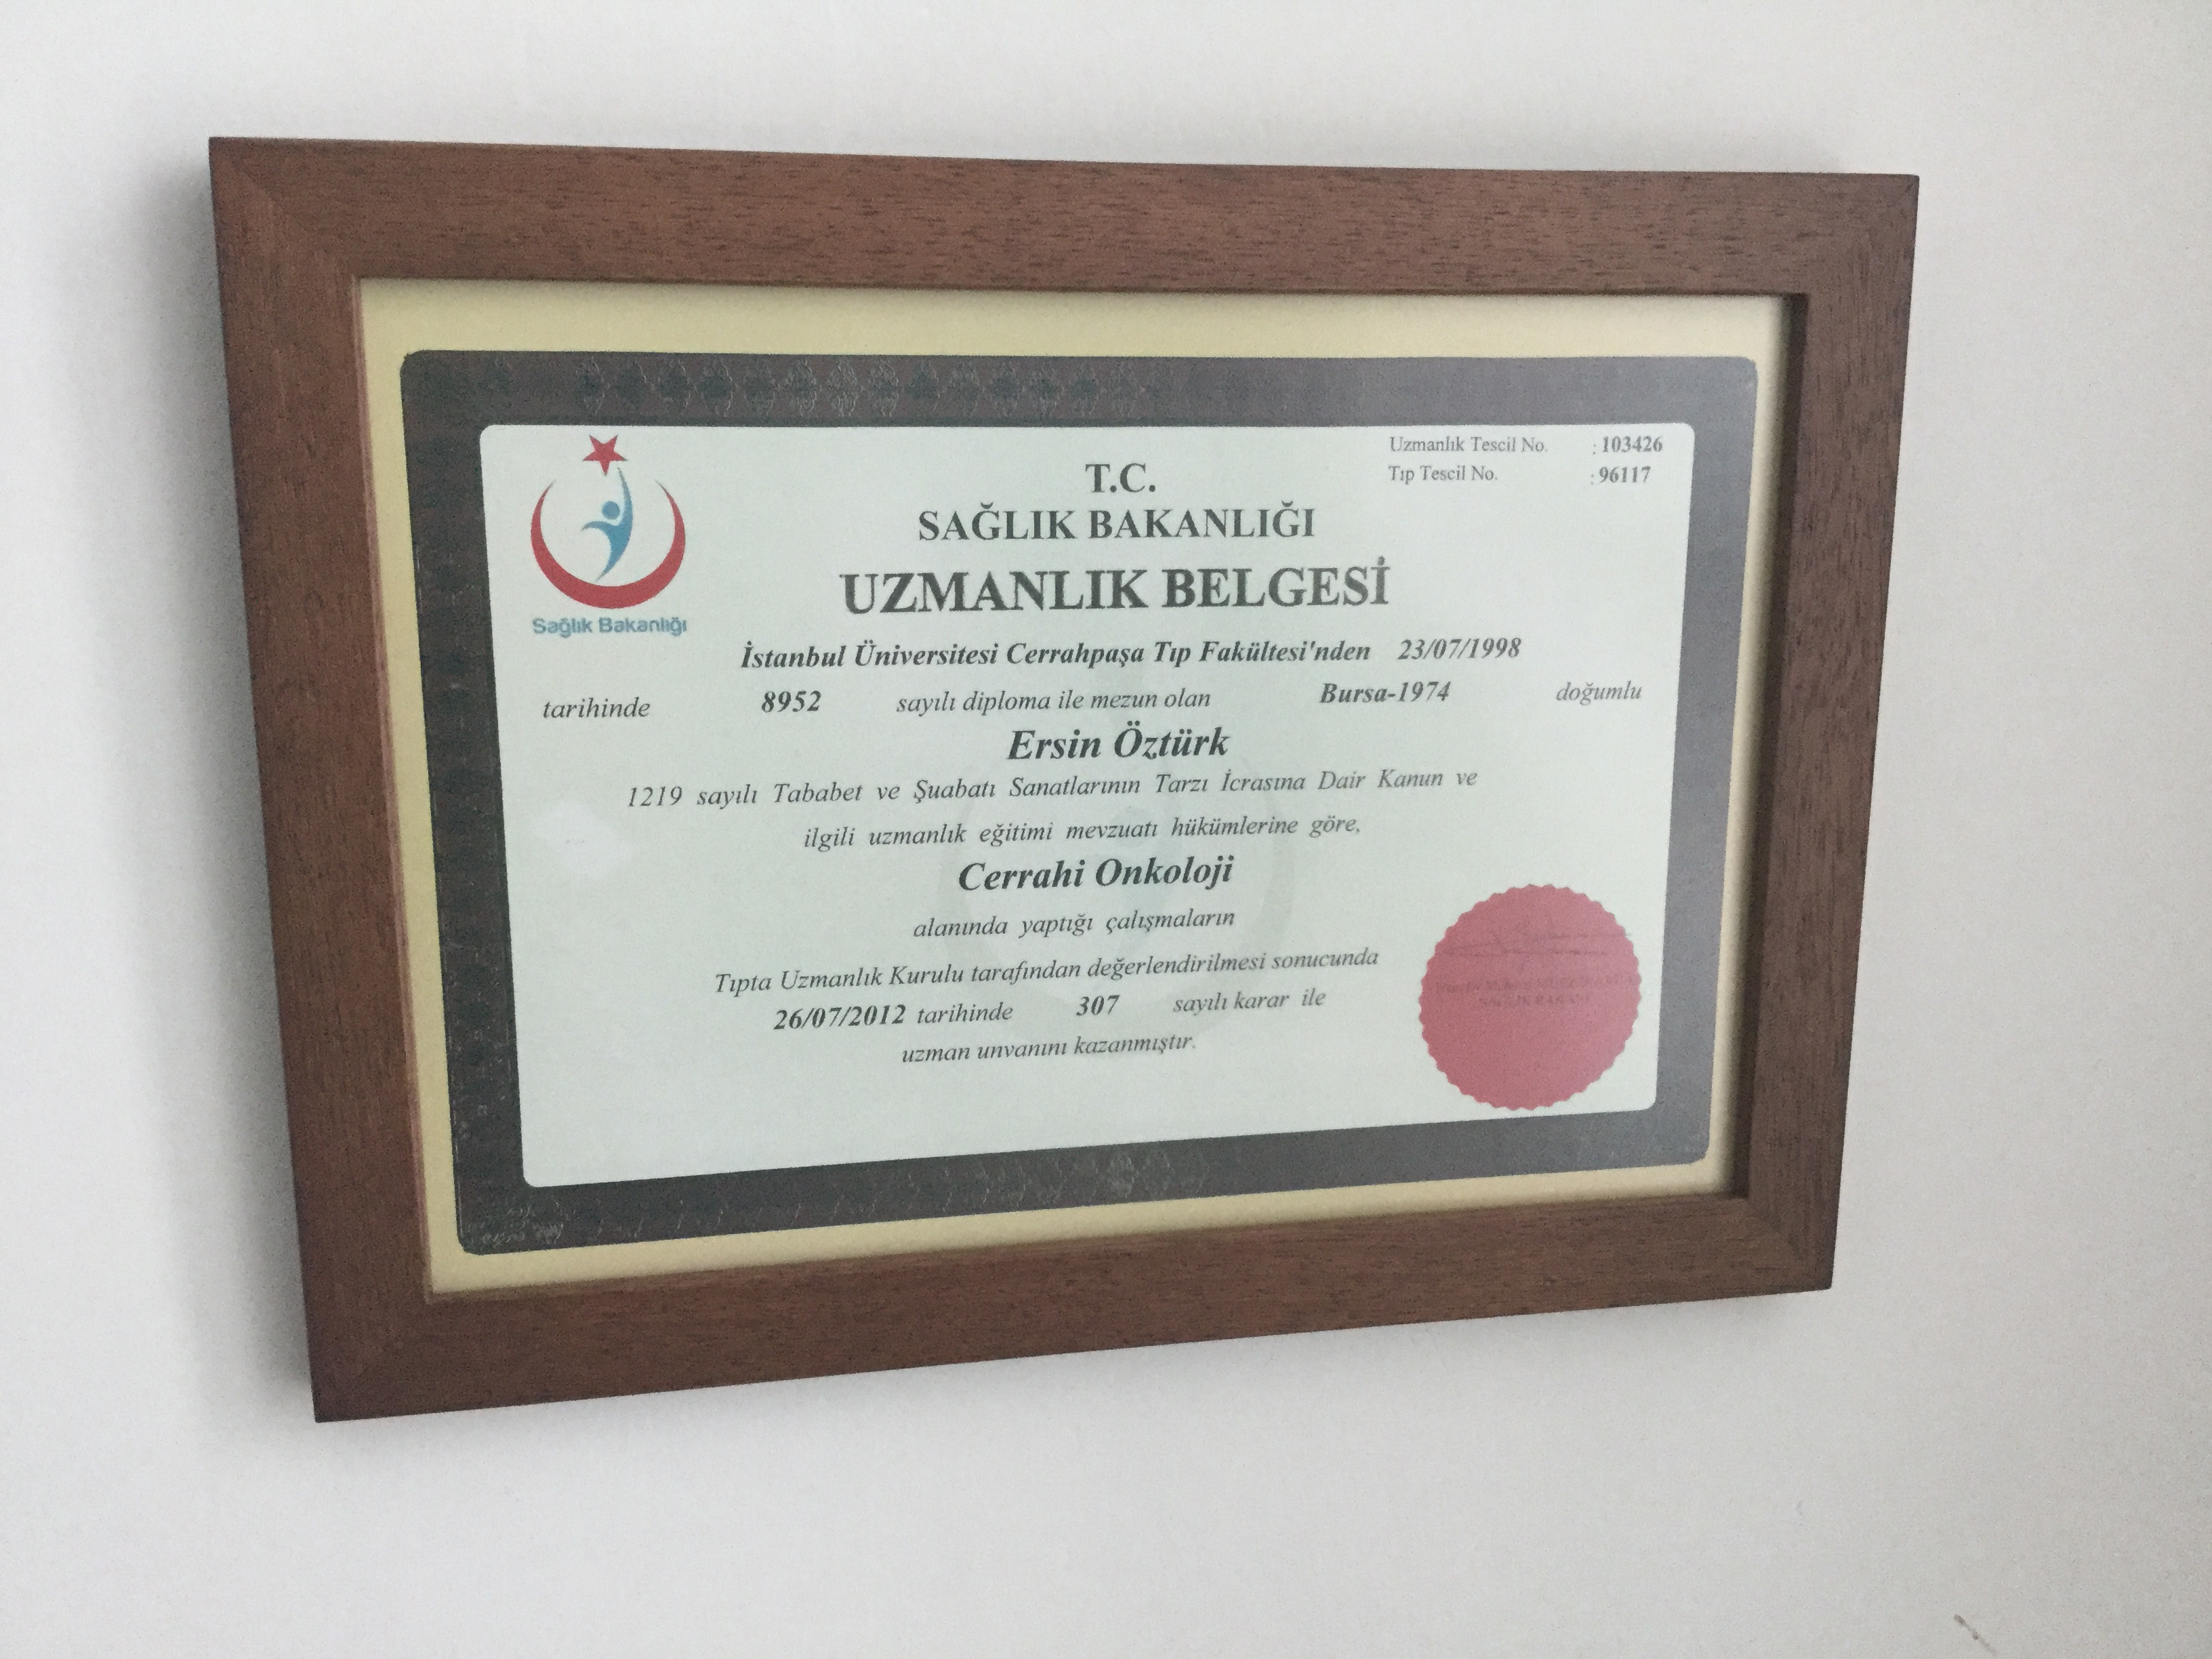 Uzmanlık Tescil No. : 103426
Tıp Tescil No. : 96117
Sağlık Bakanlığı
T.C.
SAĞLIK BAKANLIĞI
UZMANLIK BELGESİ
İstanbul Üniversitesi Cerrahpaşa Tıp Fakültesi'nden 23/07/1998
tarihinde 8952 sayılı diploma ile mezun olan Bursa-1974 doğumlu
Ersin Öztürk
1219 sayılı Tababet ve Şuabatı Sanatlarının Tarzı İcrasına Dair Kanun ve
ilgili uzmanlık eğitimi mevzuatı hükümlerine göre,
Cerrahi Onkoloji
alanında yaptığı çalışmaların
Tıpta Uzmanlık Kurulu tarafından değerlendirilmesi sonucunda
26/07/2012 tarihinde 307 sayılı karar ile
uzman unvanını kazanmıştır.